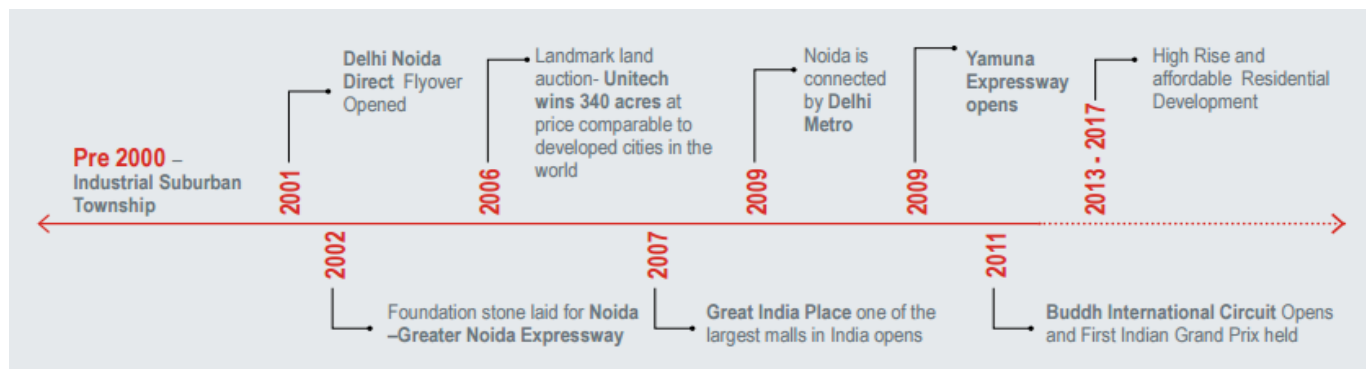 Pre 2000 –
Industrial Suburban
Township
2001
Delhi Noida
Direct Flyover
Opened
2002
Foundation stone laid for Noida
–Greater Noida Expressway
2006
Landmark land
auction- Unitech
wins 340 acres at
price comparable to
developed cities in the
world
2007
Great India Place one of the
largest malls in India opens
2009
Noida is
connected
by Delhi
Metro
2009
Yamuna
Expressway
opens
2011
Buddh International Circuit Opens
and First Indian Grand Prix held
2013 - 2017
High Rise and
affordable Residential
Development